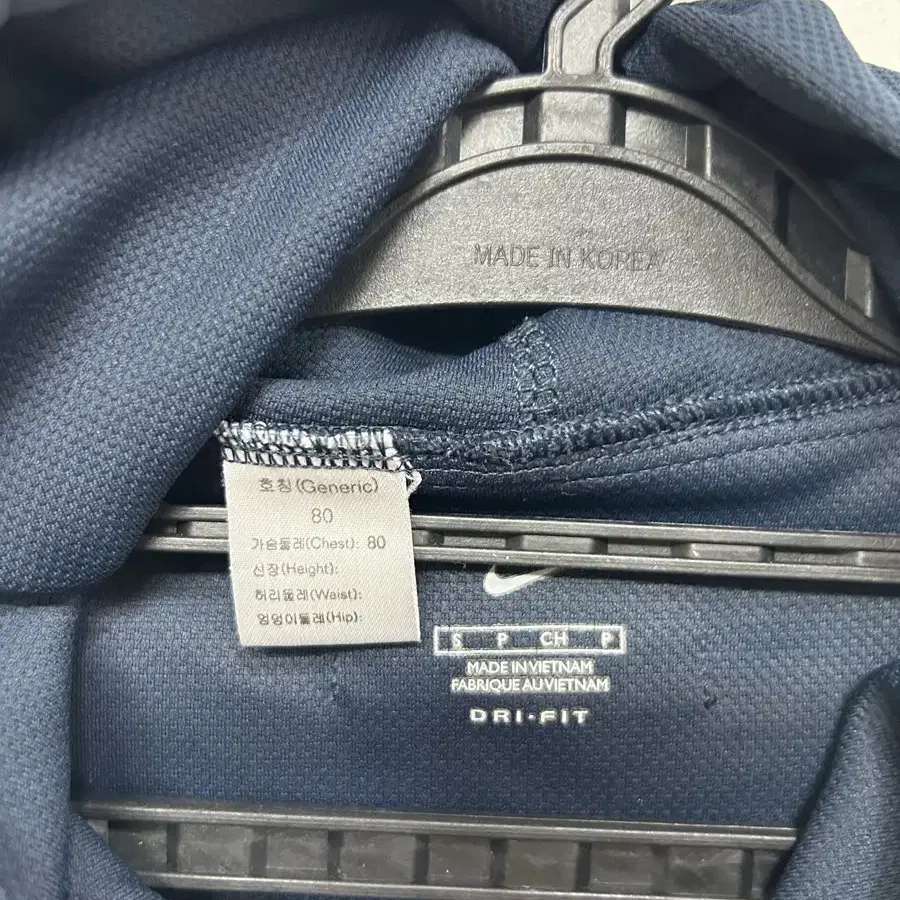 MADE IN KOREA
호칭(Generic)
80
가슴둘레(Chest): 80
신장(Height):
허리둘레(Waist):
엉덩이둘레(Hip):
S P CH P
MADE IN VIETNAM
FABRIQUE AU VIETNAM
DRI-FIT